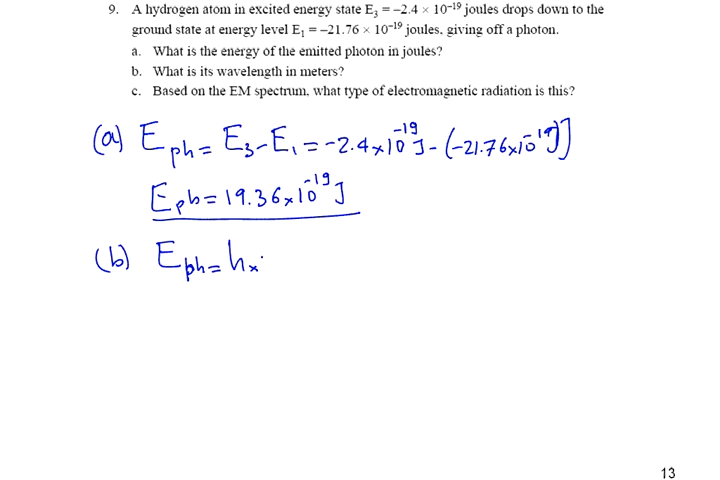 9. A hydrogen atom in excited energy state E₃ = −2.4 × 10⁻¹⁹ joules drops down to the
ground state at energy level E₁ = −21.76 × 10⁻¹⁹ joules, giving off a photon.
a. What is the energy of the emitted photon in joules?
b. What is its wavelength in meters?
c. Based on the EM spectrum, what type of electromagnetic radiation is this?
(a) E ph = E₃ - E₁ = -2.4 × 10⁻¹⁹ J - (-21.76 × 10⁻¹⁹ J)
E ph = 19.36 × 10⁻¹⁹ J
(b) E ph = h ×
13